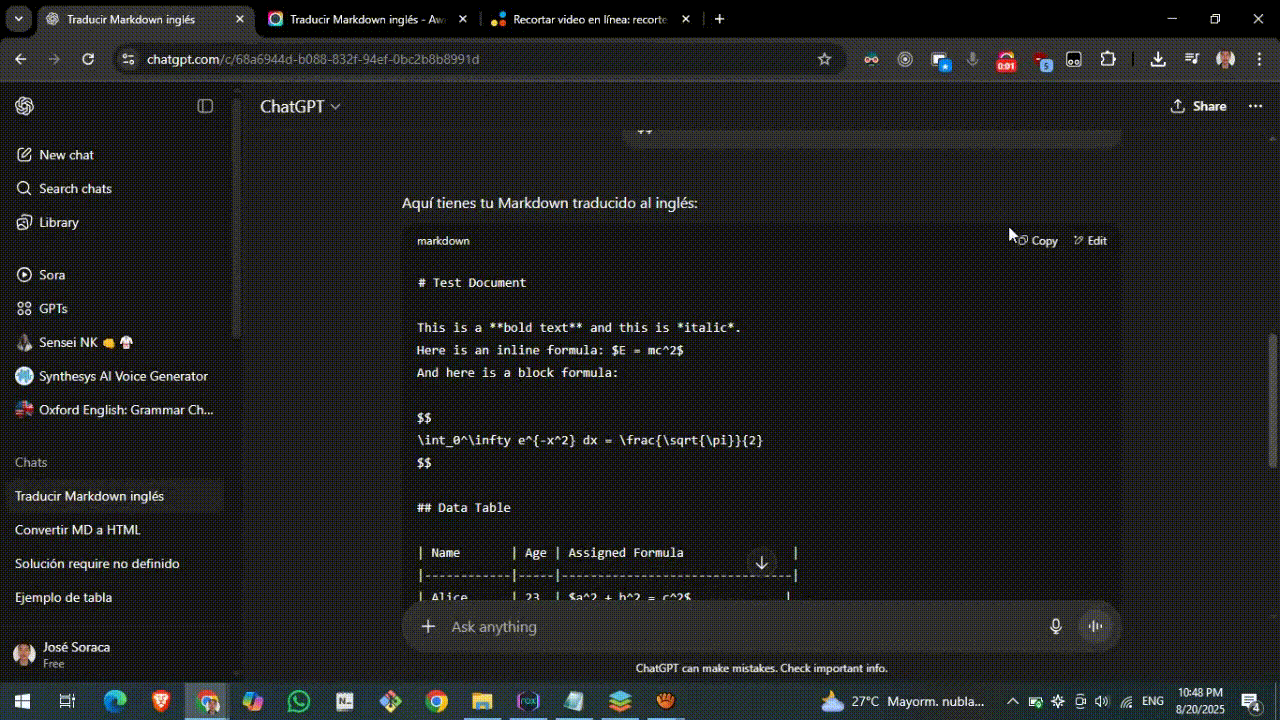 Traducir Markdown inglés
Traducir Markdown inglés - Aw
Recortar video en línea: recorte
chatgpt.com/c/68a6944d-b088-832f-94ef-0bc2b8b8991d
0:01
5
ChatGPT
Share
New chat
Search chats
Library
Sora
GPTs
Sensei NK
Synthesys AI Voice Generator
Oxford English: Grammar Ch...
Chats
Traducir Markdown inglés
Convertir MD a HTML
Solución require no definido
Ejemplo de tabla
José Soraca
Free
$$
Aquí tienes tu Markdown traducido al inglés:
markdown
Copy
Edit
# Test Document
This is a **bold text** and this is *italic*.
Here is an inline formula: $E = mc^2$
And here is a block formula:
$$
\int_0^\infty e^{-x^2} dx = \frac{\sqrt{\pi}}{2}
$$
## Data Table
| Name | Age | Assigned Formula |
|------------|-----|------------------------------|
| Alice | 23 | $a^2 + b^2 = c^2$ |
Ask anything
ChatGPT can make mistakes. Check important info.
27°C Mayorm. nubla...
ENG
10:48 PM
8/20/2025
4